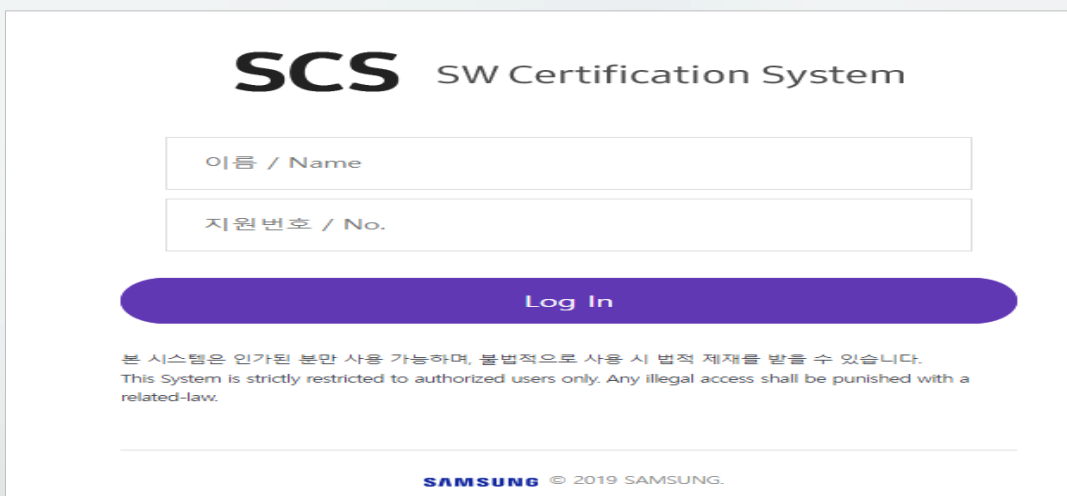 SCS SW Certification System
이름 / Name
지원번호 / No.
Log In
본 시스템은 인가된 분만 사용 가능하며, 불법적으로 사용 시 법적 제재를 받을 수 있습니다.
This System is strictly restricted to authorized users only. Any illegal access shall be punished with a
related-law.
SAMSUNG © 2019 SAMSUNG.